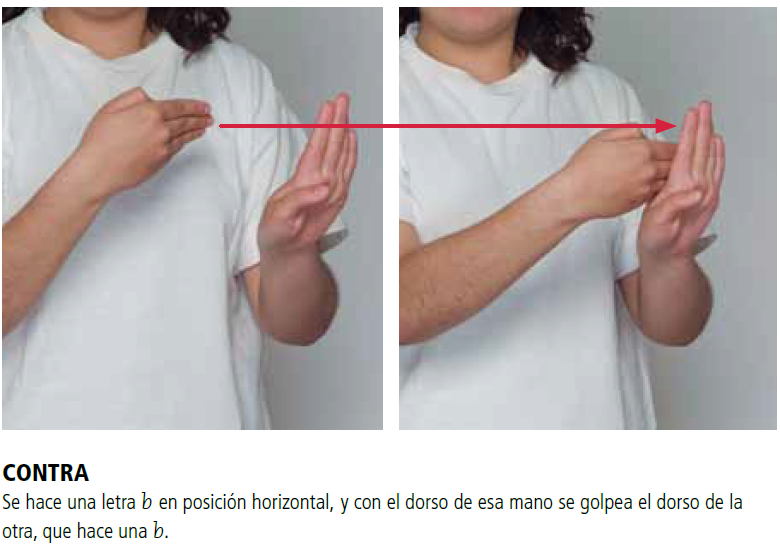 CONTRA
Se hace una letra b en posición horizontal, y con el dorso de esa mano se golpea el dorso de la
otra, que hace una b.